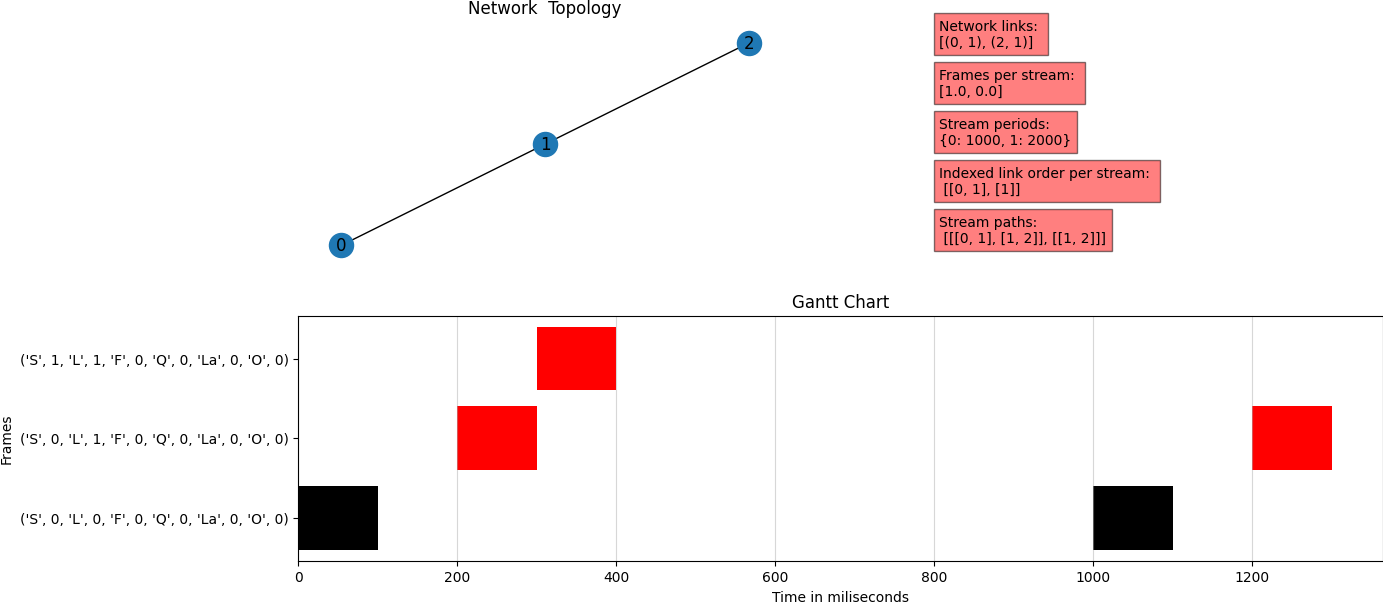 Network  Topology
2
1
0
Network links:
[(0, 1), (2, 1)]
Frames per stream:
[1.0, 0.0]
Stream periods:
{0: 1000, 1: 2000}
Indexed link order per stream:
[[0, 1], [1]]
Stream paths:
[[[0, 1], [1, 2]], [[1, 2]]]
Gantt Chart
Frames
('S', 1, 'L', 1, 'F', 0, 'Q', 0, 'La', 0, 'O', 0)
('S', 0, 'L', 1, 'F', 0, 'Q', 0, 'La', 0, 'O', 0)
('S', 0, 'L', 0, 'F', 0, 'Q', 0, 'La', 0, 'O', 0)
0 200 400 600 800 1000 1200
Time in miliseconds